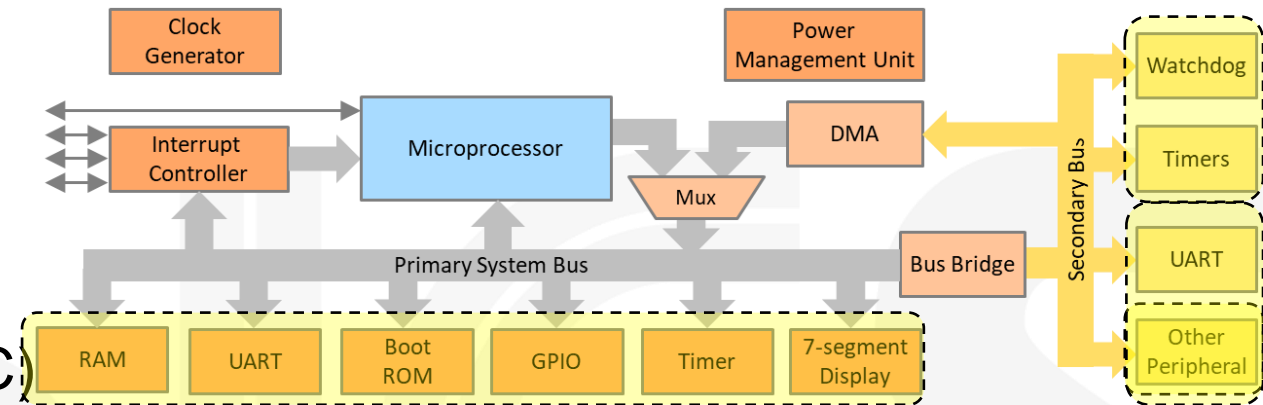 Clock
Generator
Power
Management Unit
Watchdog
Microprocessor
DMA
Interrupt
Controller
Timers
Mux
Secondary Bus
Primary System Bus
Bus Bridge
UART
RAM
UART
Boot
ROM
GPIO
Timer
7-segment
Display
Other
Peripheral
C)